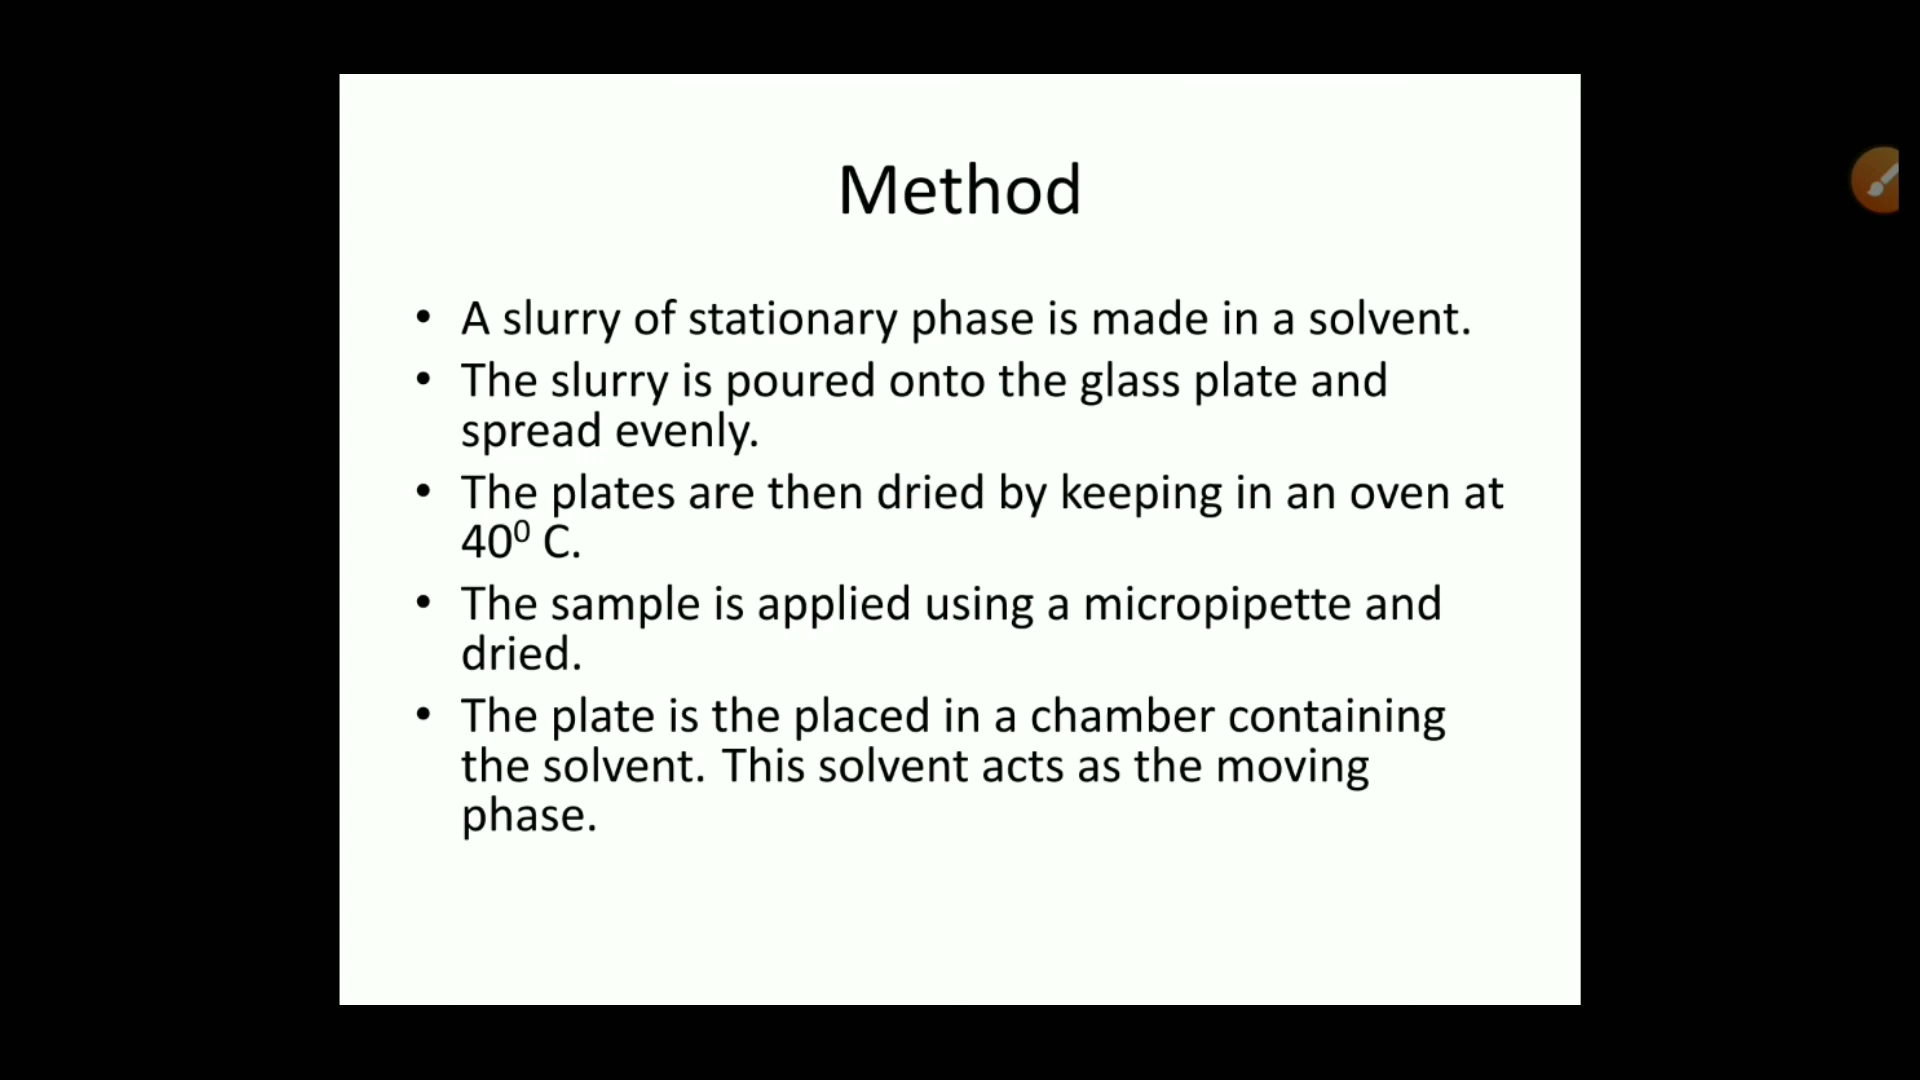 Method
• A slurry of stationary phase is made in a solvent.
• The slurry is poured onto the glass plate and
spread evenly.
• The plates are then dried by keeping in an oven at
40⁰ C.
• The sample is applied using a micropipette and
dried.
• The plate is the placed in a chamber containing
the solvent. This solvent acts as the moving
phase.